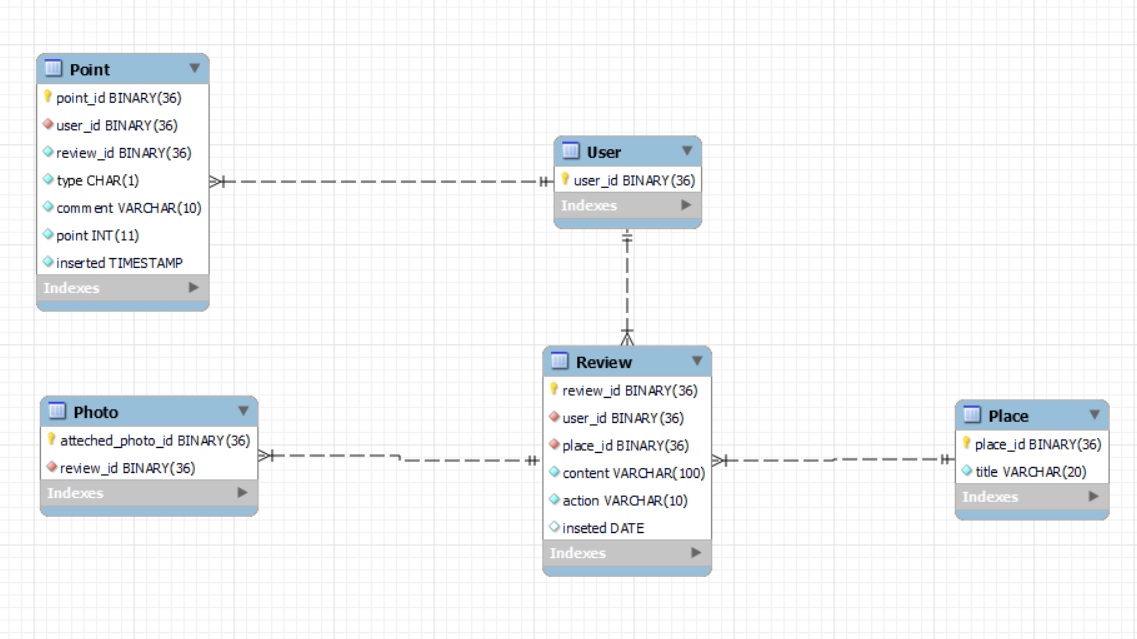 Point
point_id BINARY(36)
user_id BINARY(36)
review_id BINARY(36)
type CHAR(1)
comment VARCHAR(10)
point INT(11)
inserted TIMESTAMP
Indexes
User
user_id BINARY(36)
Indexes
Photo
atteched_photo_id BINARY(36)
review_id BINARY(36)
Indexes
Review
review_id BINARY(36)
user_id BINARY(36)
place_id BINARY(36)
content VARCHAR(100)
action VARCHAR(10)
inseted DATE
Indexes
Place
place_id BINARY(36)
title VARCHAR(20)
Indexes